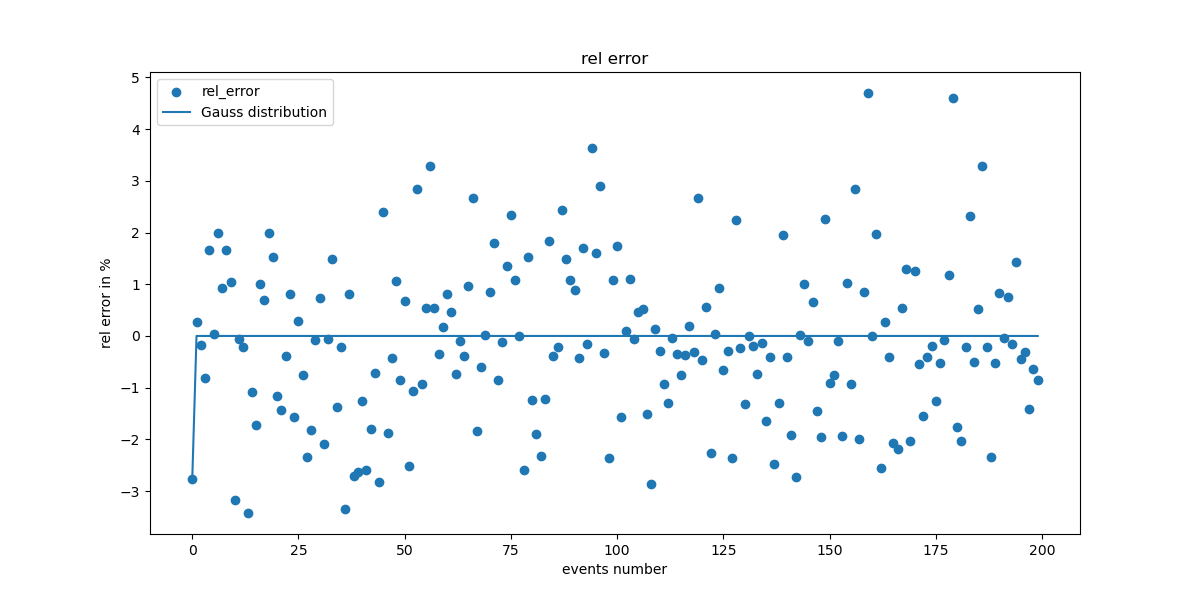 rel error
rel_error
Gauss distribution
5
4
3
2
1
0
−1
−2
−3
rel error in %
0 25 50 75 100 125 150 175 200
events number